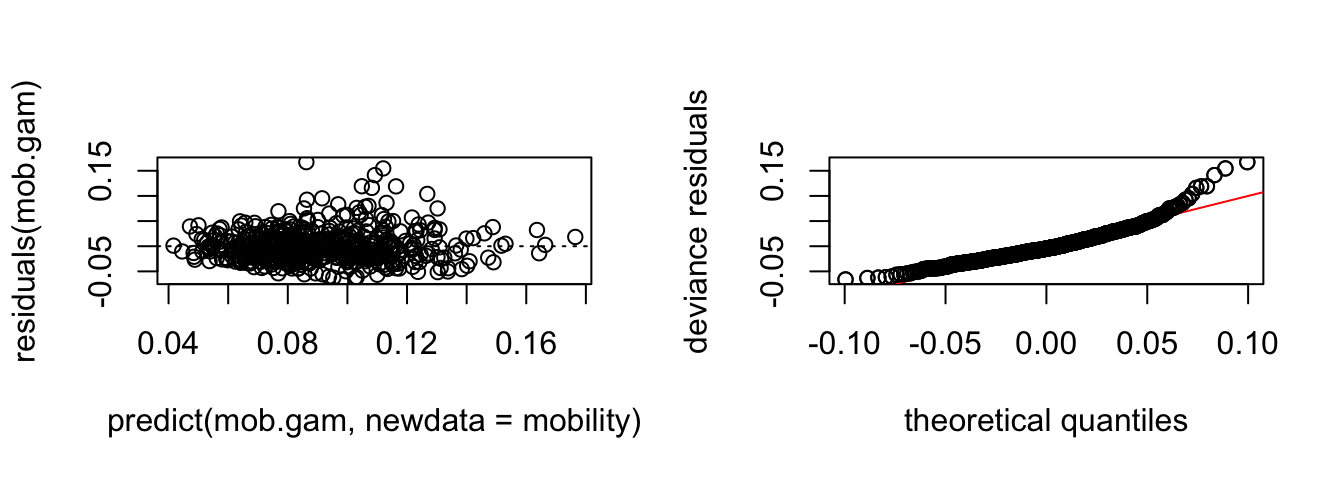 residuals(mob.gam)
-0.05 0.15
0.04 0.08 0.12 0.16
predict(mob.gam, newdata = mobility)
deviance residuals
-0.05 0.15
-0.10 -0.05 0.00 0.05 0.10
theoretical quantiles